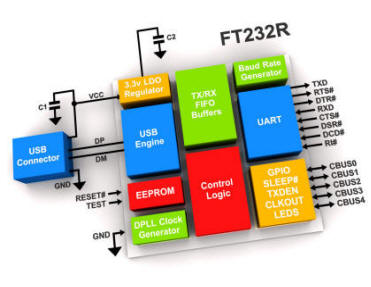 FT232R
C2
C1
VCC
3.3v LDO
Regulator
TX/RX
FIFO
Buffers
Baud Rate
Generator
USB
Connector
DP
DM
GND
USB
Engine
UART
TXD
RTS#
DTR#
RXD
CTS#
DSR#
DCD#
RI#
RESET#
TEST
EEPROM
Control
Logic
GPIO
SLEEP#
TXDEN
CLKOUT
LEDS
CBUS0
CBUS1
CBUS2
CBUS3
CBUS4
GND
DPLL Clock
Generator